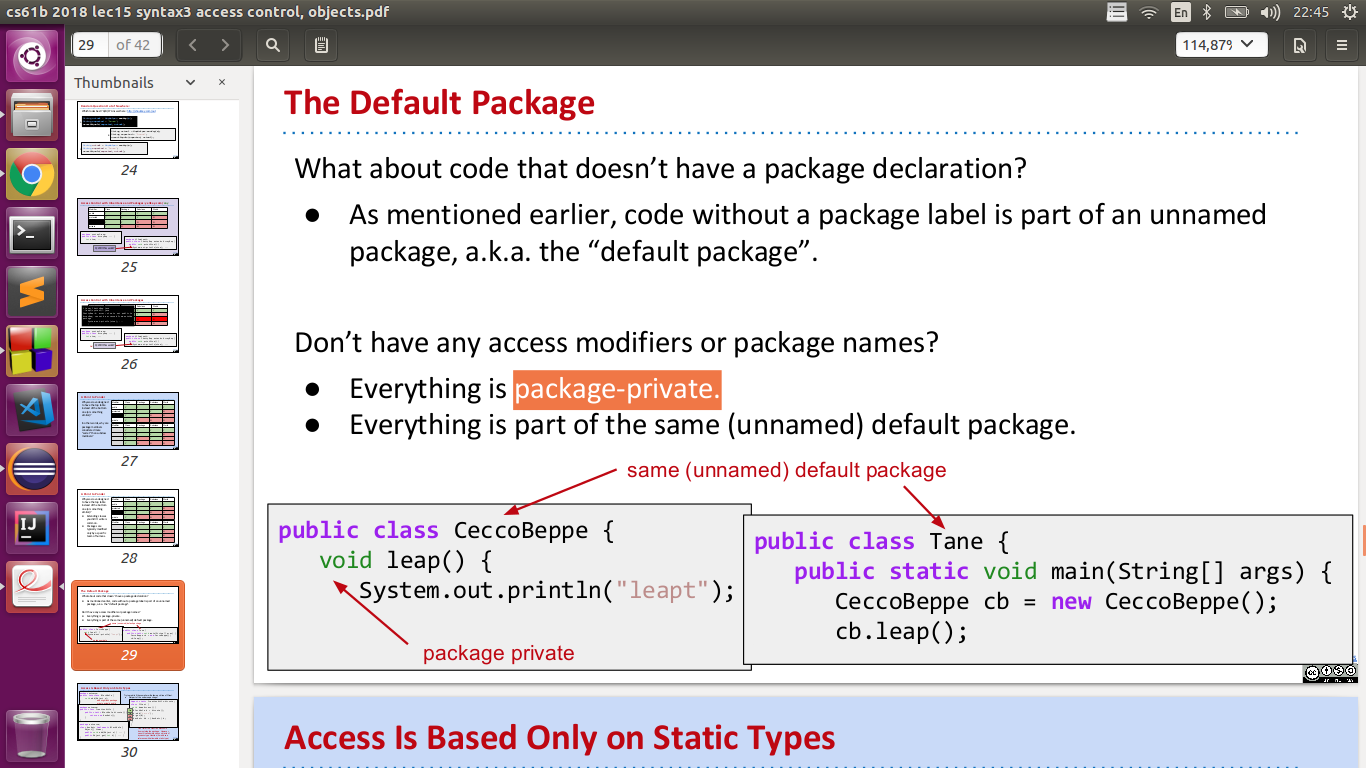 cs61b 2018 lec15 syntax3 access control, objects.pdf
En
22:45
29 of 42
114,87%
Thumbnails
24
25
26
27
28
29
30
The Default Package
What about code that doesn’t have a package declaration?
● As mentioned earlier, code without a package label is part of an unnamed
package, a.k.a. the “default package”.
Don’t have any access modifiers or package names?
● Everything is package-private.
● Everything is part of the same (unnamed) default package.
same (unnamed) default package
public class CeccoBeppe {
void leap() {
System.out.println("leapt");
package private
public class Tane {
public static void main(String[] args) {
CeccoBeppe cb = new CeccoBeppe();
cb.leap();
Access Is Based Only on Static Types